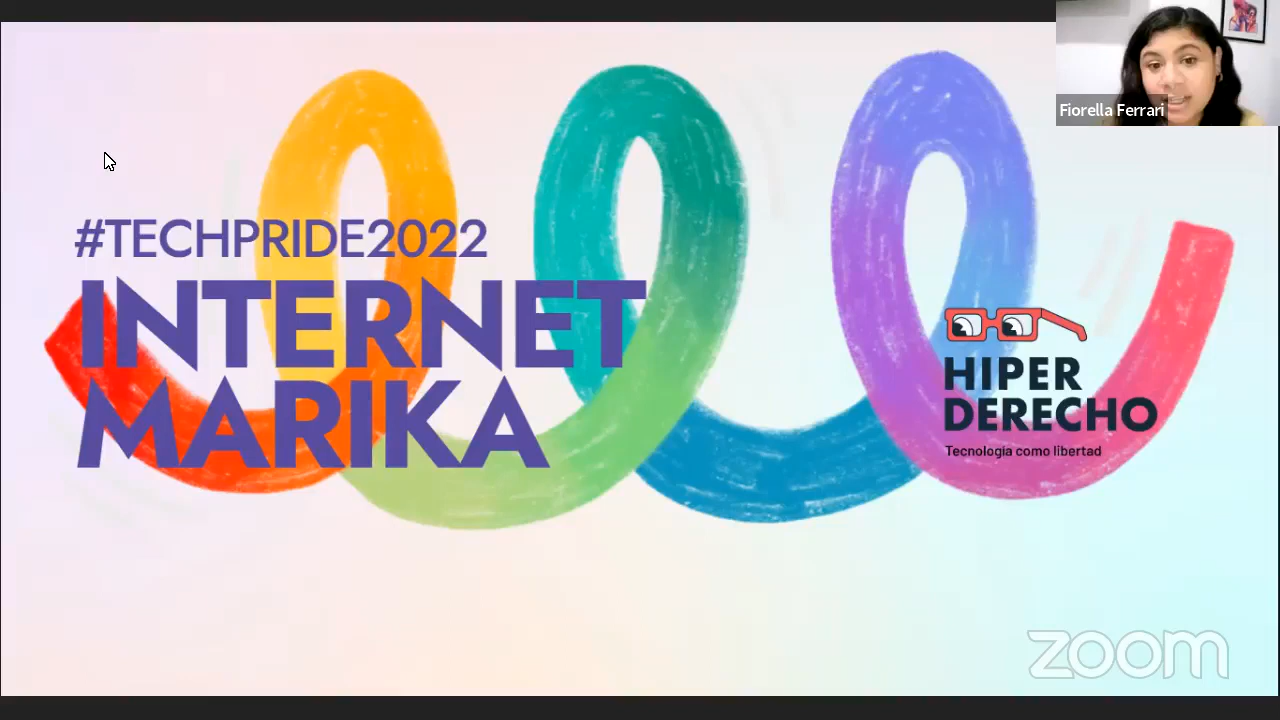 Fiorella Ferrari
#TECHPRIDE2022
INTERNET
MARIKA
HIPER
DERECHO
Tecnología como libertad
zoom